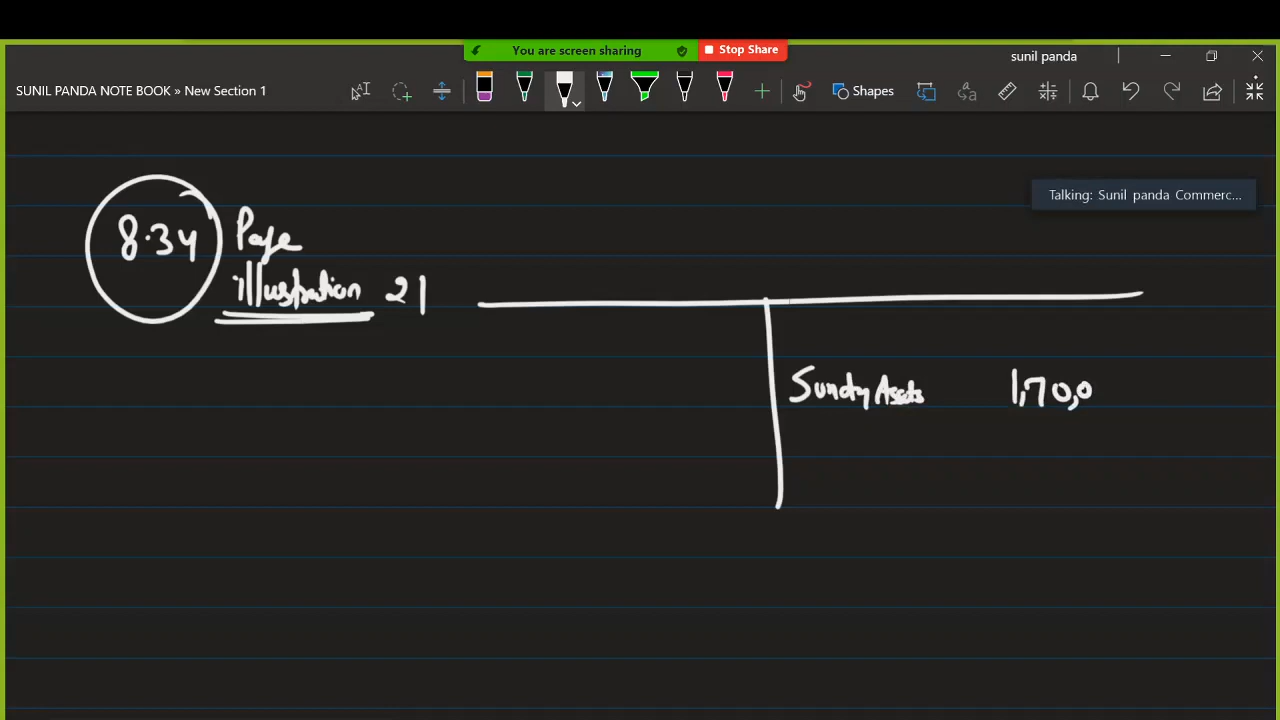 You are screen sharing
Stop Share
sunil panda
SUNIL PANDA NOTE BOOK » New Section 1
Shapes
Talking: Sunil panda Commerc...
8.34 Page
illustration 21
Sundry Assets 1,70,0